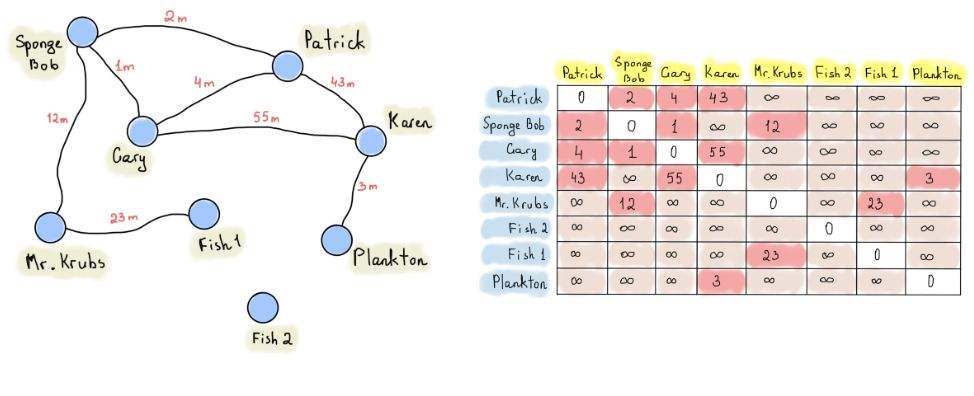 2m
Sponge
Bob
Patrick
1m
4m
43m
12m
55m
Karen
Gary
3m
23m
Fish 1
Mr. Krubs
Plankton
Fish 2
Patrick Sponge Bob Gary Karen Mr. Krubs Fish 2 Fish 1 Plankton
Patrick 0 2 4 43 ∞ ∞ ∞ ∞
Sponge Bob 2 0 1 ∞ 12 ∞ ∞ ∞
Gary 4 1 0 55 ∞ ∞ ∞ ∞
Karen 43 ∞ 55 0 ∞ ∞ ∞ 3
Mr. Krubs ∞ 12 ∞ ∞ 0 ∞ 23 ∞
Fish 2 ∞ ∞ ∞ ∞ ∞ 0 ∞ ∞
Fish 1 ∞ ∞ ∞ ∞ 23 ∞ 0 ∞
Plankton ∞ ∞ ∞ 3 ∞ ∞ ∞ 0